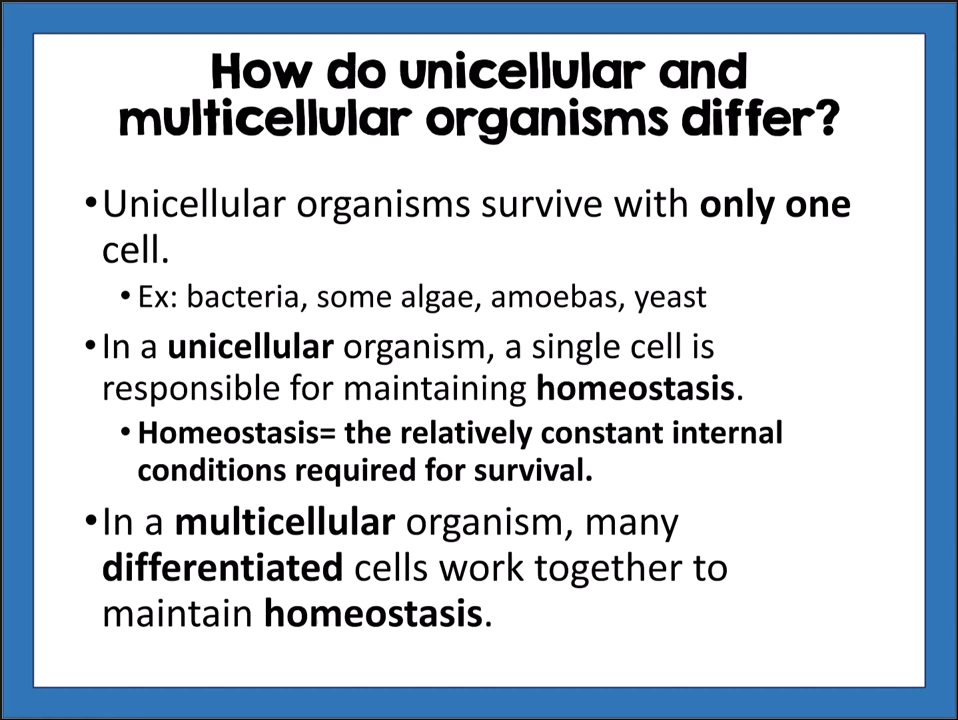 How do unicellular and
multicellular organisms differ?
•Unicellular organisms survive with only one
cell.
•Ex: bacteria, some algae, amoebas, yeast
•In a unicellular organism, a single cell is
responsible for maintaining homeostasis.
•Homeostasis= the relatively constant internal
conditions required for survival.
•In a multicellular organism, many
differentiated cells work together to
maintain homeostasis.